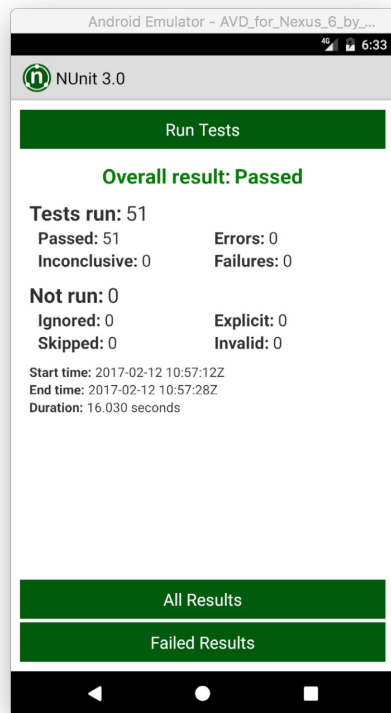 Android Emulator - AVD_for_Nexus_6_by_...
4G 6:33
n NUnit 3.0
Run Tests
Overall result: Passed
Tests run: 51
Passed: 51 Errors: 0
Inconclusive: 0 Failures: 0
Not run: 0
Ignored: 0 Explicit: 0
Skipped: 0 Invalid: 0
Start time: 2017-02-12 10:57:12Z
End time: 2017-02-12 10:57:28Z
Duration: 16.030 seconds
All Results
Failed Results